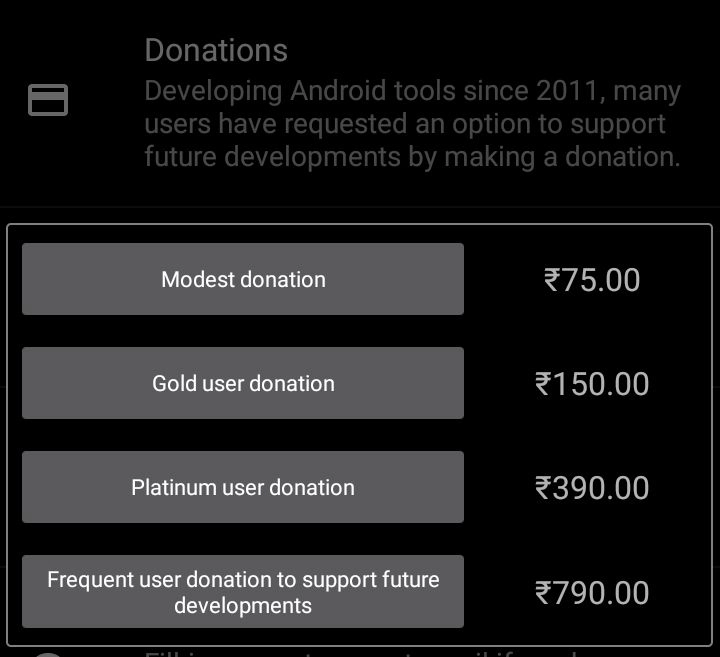 Donations
Developing Android tools since 2011, many
users have requested an option to support
future developments by making a donation.
Modest donation ₹75.00
Gold user donation ₹150.00
Platinum user donation ₹390.00
Frequent user donation to support future
developments ₹790.00